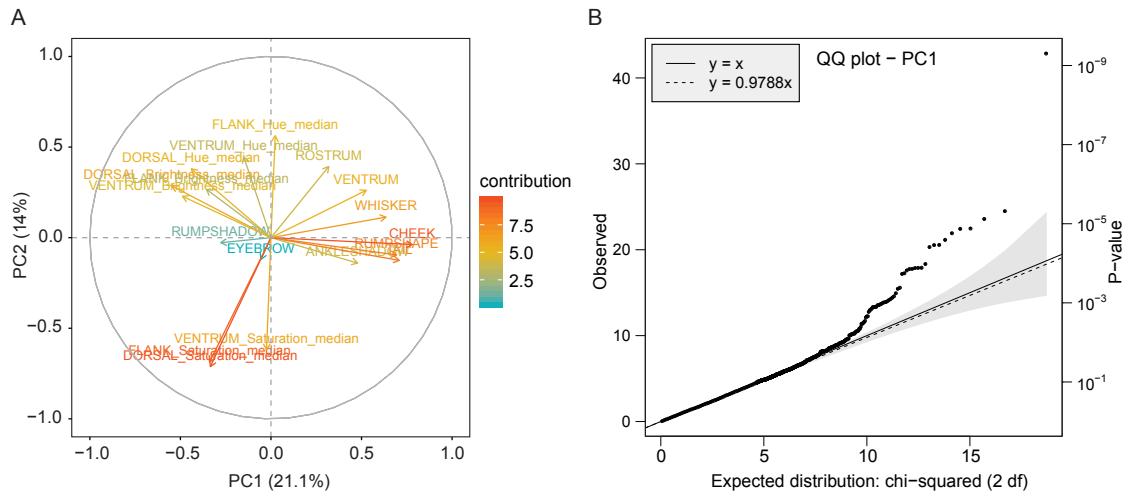 A
1.0
0.5
0.0
−0.5
−1.0
PC2 (14%)
FLANK_Hue_median
VENTRUM_Hue_median
DORSAL_Hue_median
ROSTRUM
DORSAL_Brightness_median
FLANK_Brightness_median
VENTRUM_Brightness_median
VENTRUM
WHISKER
RUMPSHADOW
CHEEK
EYEBROW
RUMPSHAPE
ANKLESHADOW
VENTRUM_Saturation_median
FLANK_Saturation_median
DORSAL_Saturation_median
−1.0 −0.5 0.0 0.5 1.0
PC1 (21.1%)
contribution
7.5
5.0
2.5
B
QQ plot − PC1
y = x
y = 0.9788x
40
30
20
10
0
Observed
10⁻⁹
10⁻⁷
10⁻⁵
10⁻³
10⁻¹
P−value
0 5 10 15
Expected distribution: chi−squared (2 df)